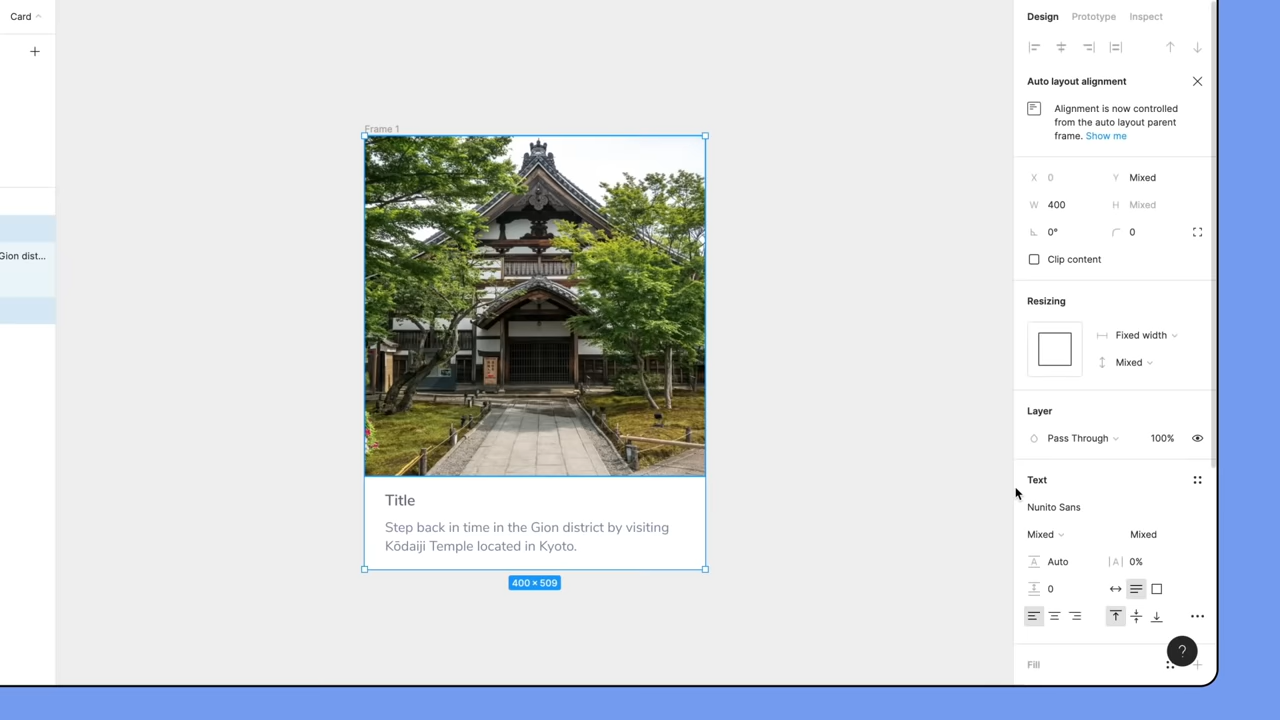 Card
Design Prototype Inspect
Auto layout alignment
Alignment is now controlled
from the auto layout parent
frame. Show me
Gion dist...
Frame 1
Title
Step back in time in the Gion district by visiting
Kōdaiji Temple located in Kyoto.
400 × 509
X 0 Y Mixed
W 400 H Mixed
0° 0
Clip content
Resizing
Fixed width
Mixed
Layer
Pass Through 100%
Text
Nunito Sans
Mixed Mixed
A Auto |A| 0%
0
Fill
?